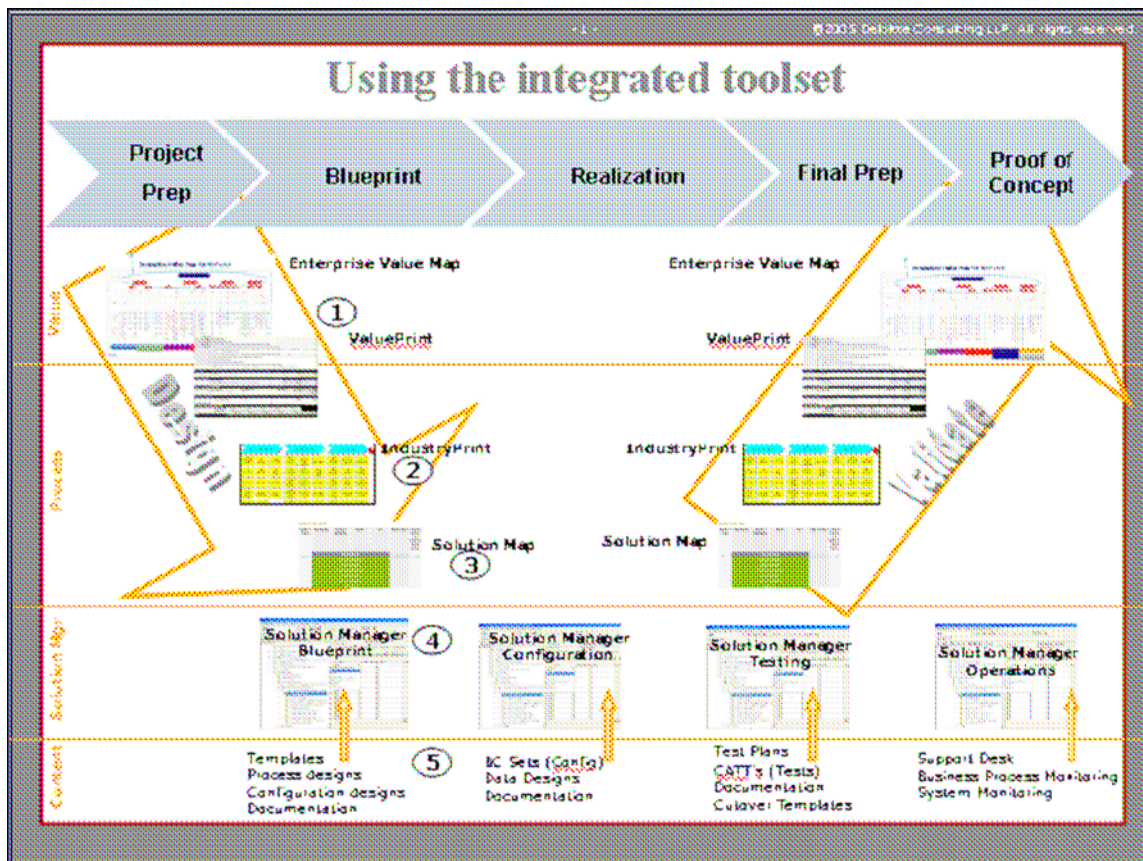 - 1 -
© 2005 Deloitte Consulting LLP. All rights reserved
Using the integrated toolset
Project
Prep
Blueprint
Realization
Final Prep
Proof of
Concept
Value
Enterprise Value Map
Enterprise Value Map
1
ValuePrint
ValuePrint
Design
Validate
Process
IndustryPrint
IndustryPrint
2
Solution Map
Solution Map
3
Solution Mgr
Solution Manager
Blueprint
4
Solution Manager
Configuration
Solution Manager
Testing
Solution Manager
Operations
Content
Templates
Process designs
Configuration designs
Documentation
5
BC Sets (Config)
Data Designs
Documentation
Test Plans
CATT's (Tests)
Documentation
Cutover Templates
Support Desk
Business Process Monitoring
System Monitoring